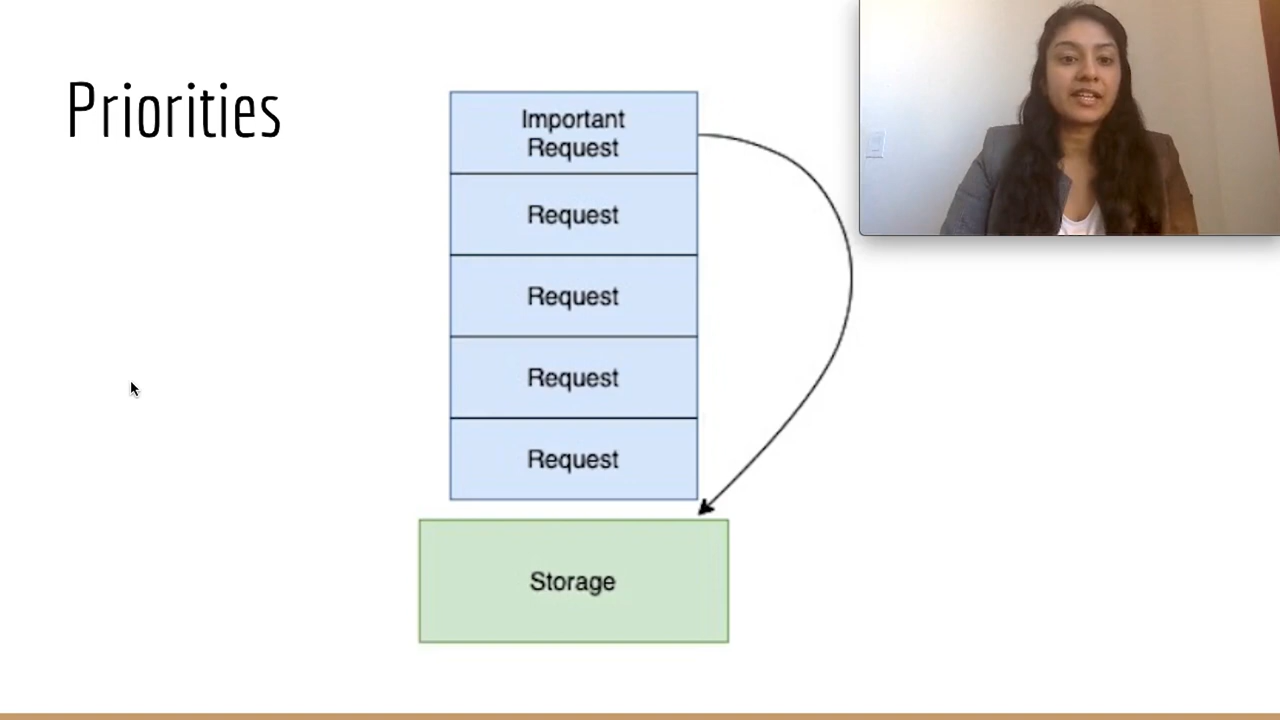 Priorities
Important
Request
Request
Request
Request
Request
Storage